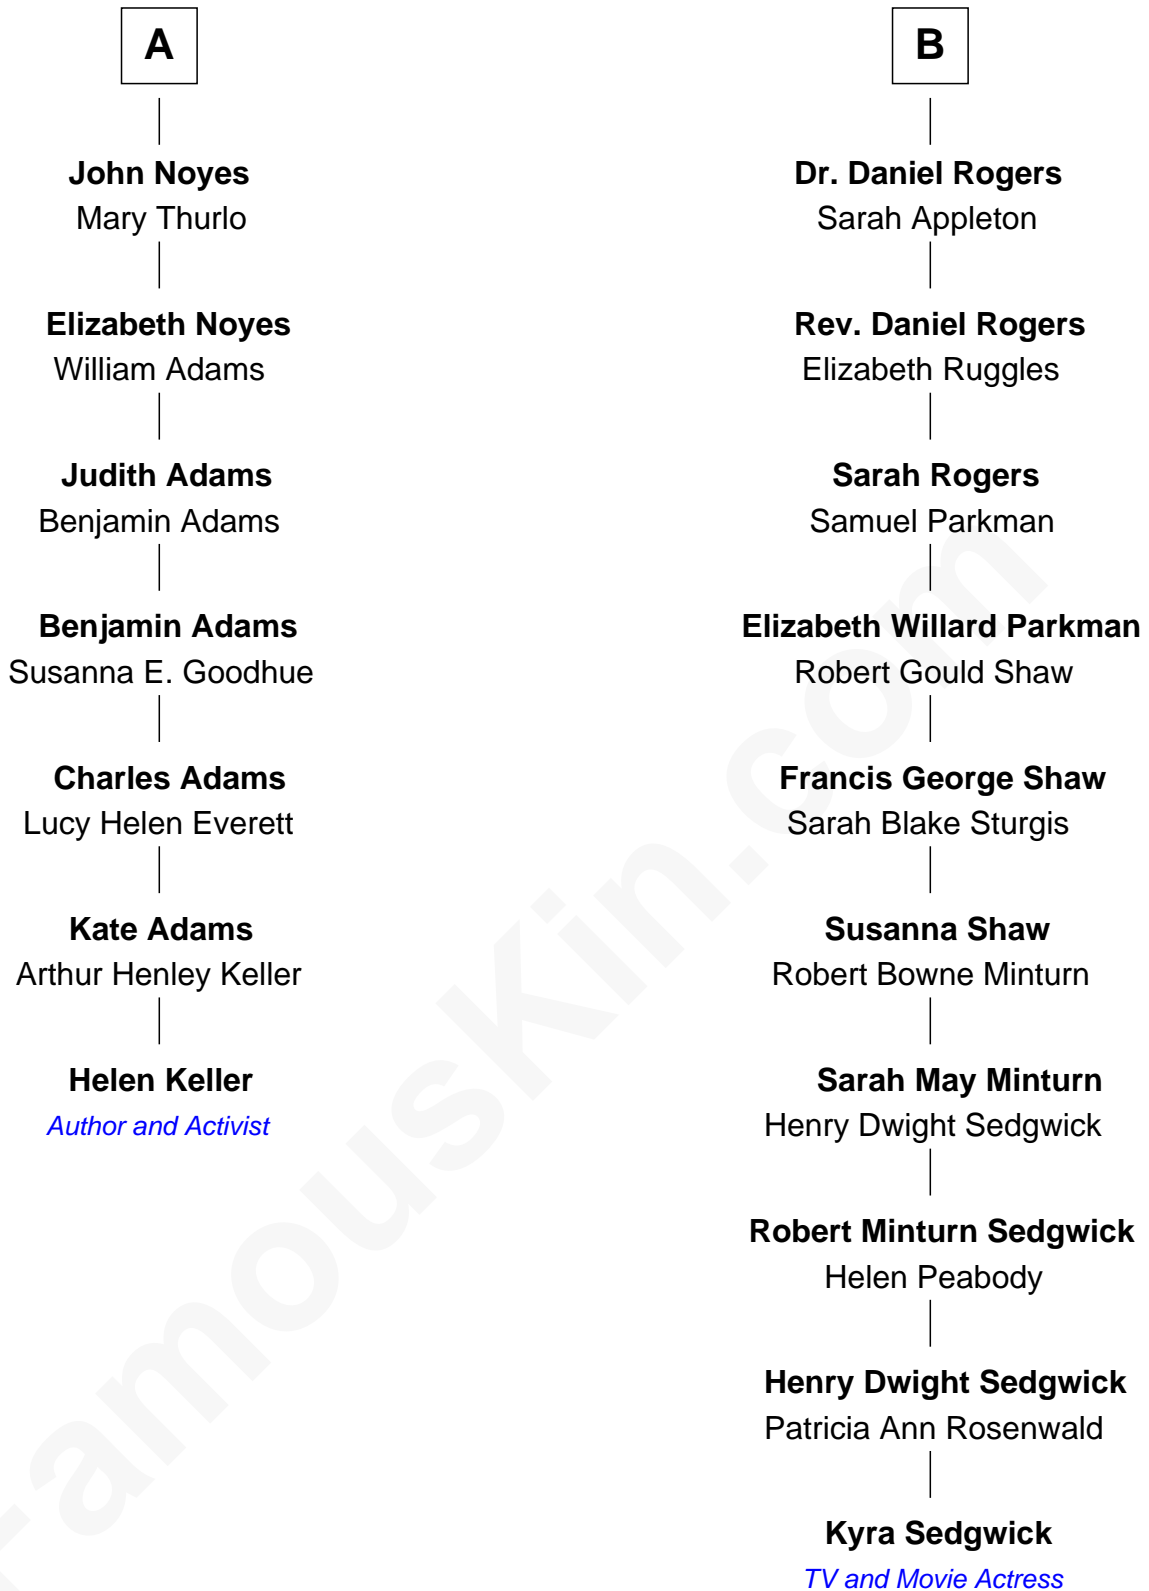 A
John Noyes
Mary Thurlo
Elizabeth Noyes
William Adams
Judith Adams
Benjamin Adams
Benjamin Adams
Susanna E. Goodhue
Charles Adams
Lucy Helen Everett
Kate Adams
Arthur Henley Keller
Helen Keller
Author and Activist
B
Dr. Daniel Rogers
Sarah Appleton
Rev. Daniel Rogers
Elizabeth Ruggles
Sarah Rogers
Samuel Parkman
Elizabeth Willard Parkman
Robert Gould Shaw
Francis George Shaw
Sarah Blake Sturgis
Susanna Shaw
Robert Bowne Minturn
Sarah May Minturn
Henry Dwight Sedgwick
Robert Minturn Sedgwick
Helen Peabody
Henry Dwight Sedgwick
Patricia Ann Rosenwald
Kyra Sedgwick
TV and Movie Actress
FamousKin.com